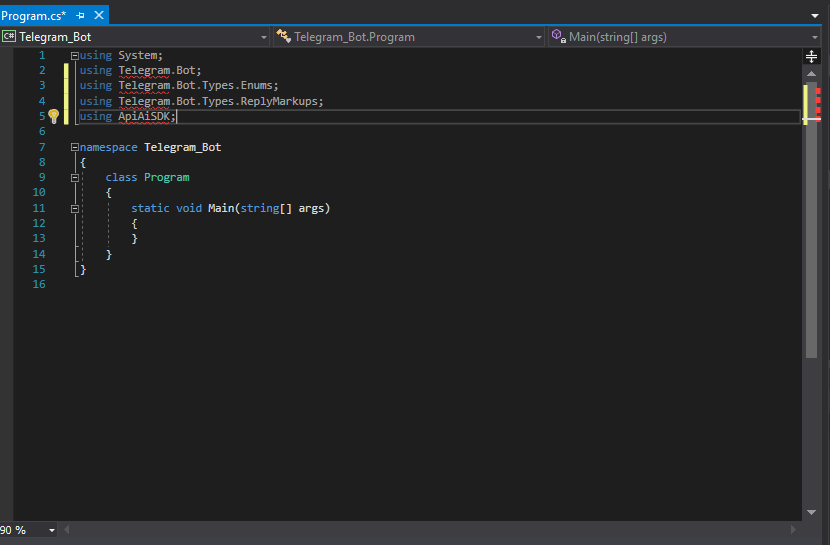 Program.cs*
C# Telegram_Bot Telegram_Bot.Program Main(string[] args)
1 using System;
2 using Telegram.Bot;
3 using Telegram.Bot.Types.Enums;
4 using Telegram.Bot.Types.ReplyMarkups;
5 using ApiAiSDK;
6
7 namespace Telegram_Bot
8 {
9 class Program
10 {
11 static void Main(string[] args)
12 {
13 }
14 }
15 }
16
90 %